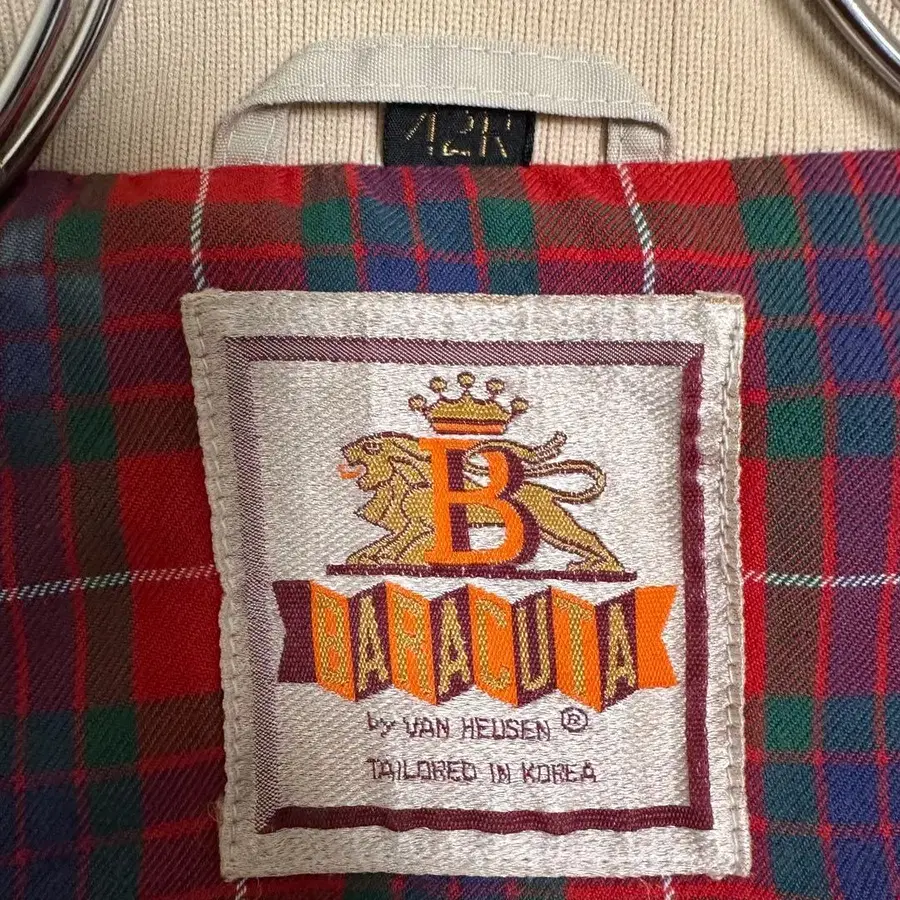 42R
B
BARACUTA
by VAN HEUSEN ®
TAILORED IN KOREA